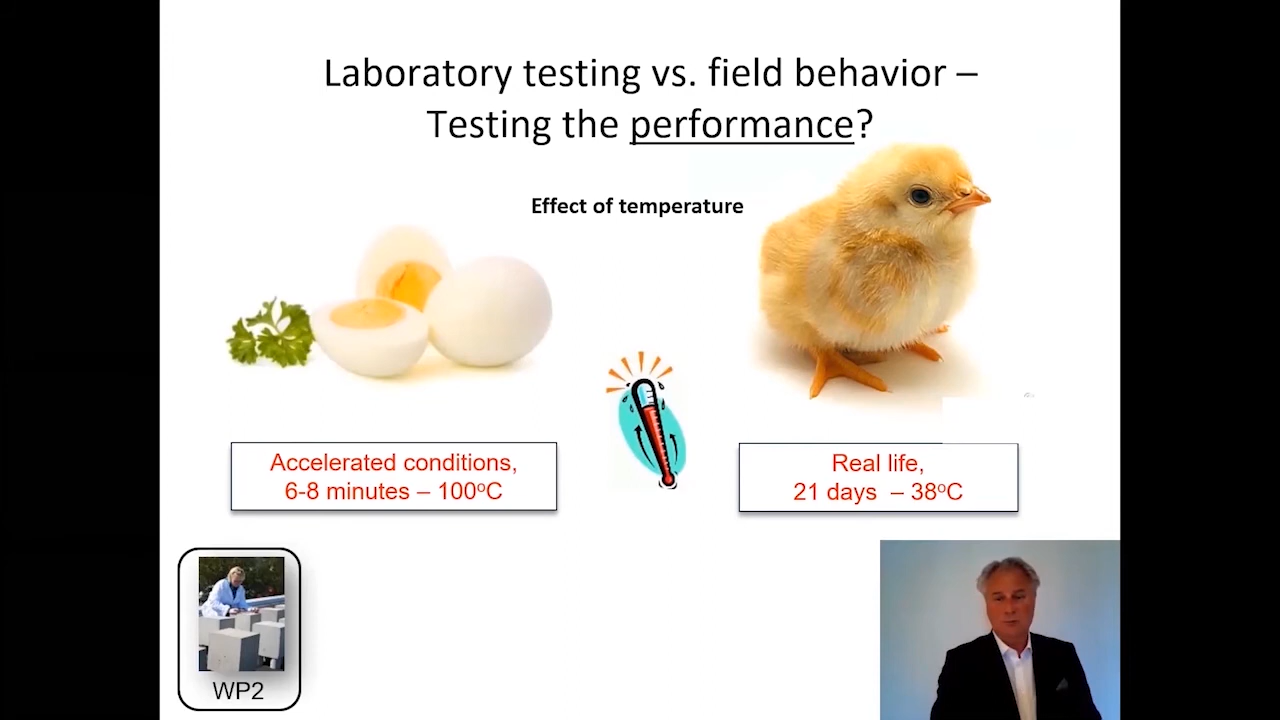 Laboratory testing vs. field behavior –
Testing the performance?
Effect of temperature
Accelerated conditions,
6-8 minutes – 100ºC
Real life,
21 days – 38ºC
WP2